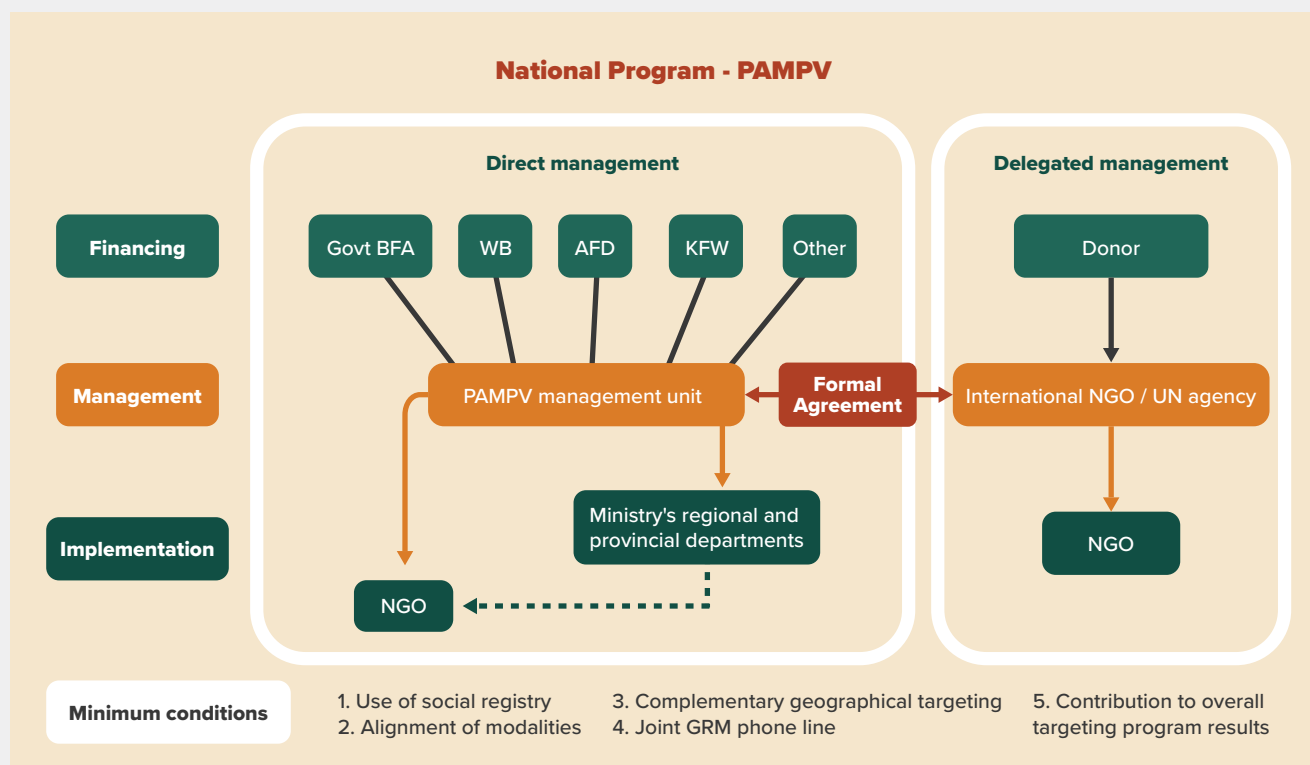 National Program - PAMPV
Direct management
Delegated management
Financing
Govt BFA
WB
AFD
KFW
Other
Donor
Management
PAMPV management unit
Formal
Agreement
International NGO / UN agency
Implementation
Ministry's regional and
provincial departments
NGO
NGO
Minimum conditions
1. Use of social registry
2. Alignment of modalities
3. Complementary geographical targeting
4. Joint GRM phone line
5. Contribution to overall
targeting program results